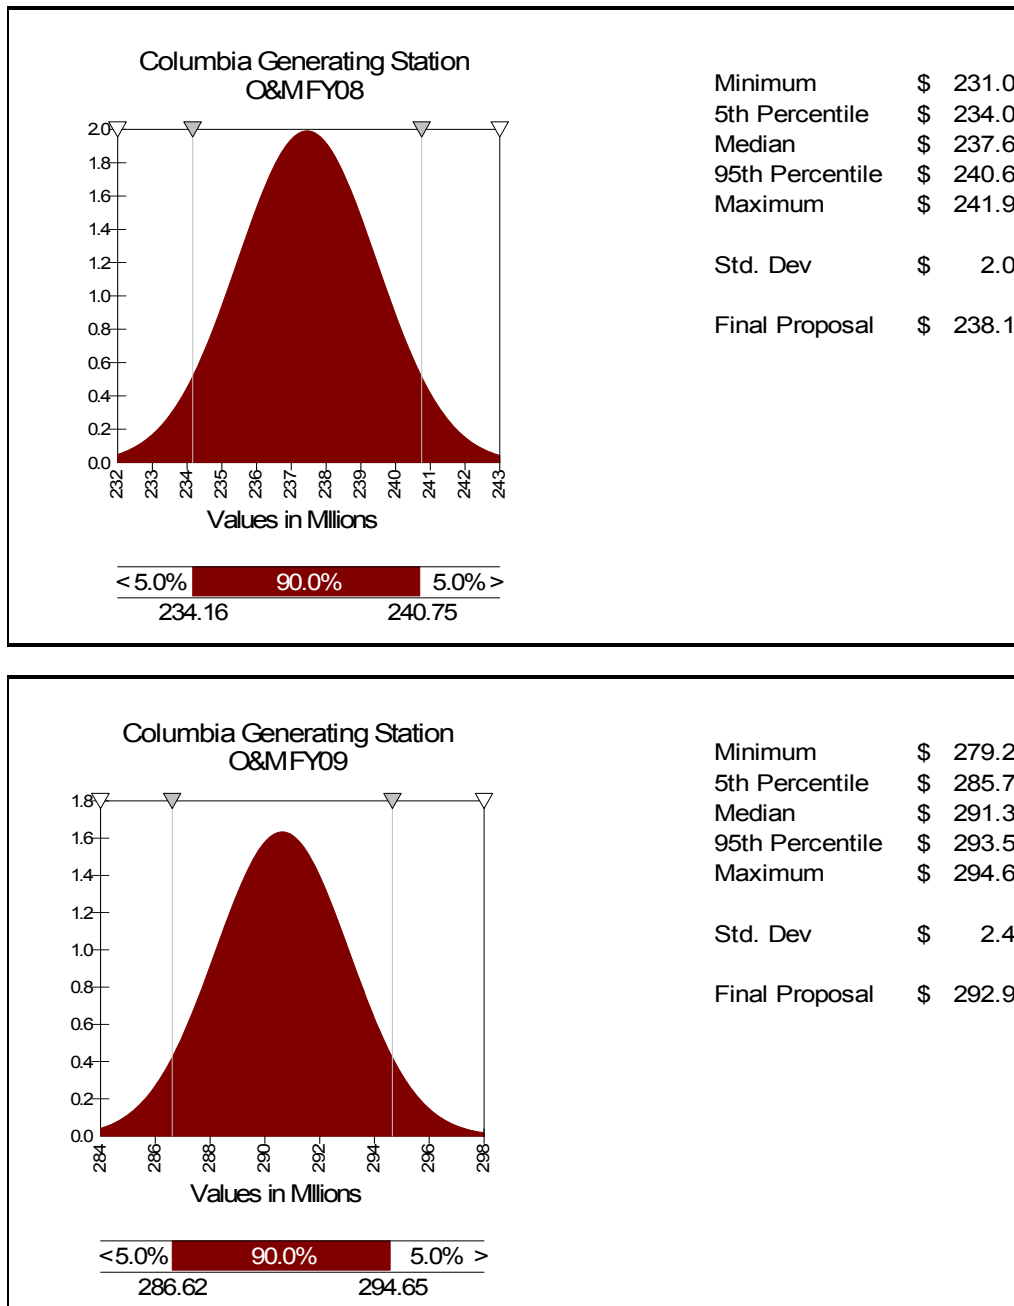 Columbia Generating Station
O&M FY08
2.0
1.8
1.6
1.4
1.2
1.0
0.8
0.6
0.4
0.2
0.0
232 233 234 235 236 237 238 239 240 241 242 243
Values in Millions
< 5.0% 90.0% 5.0% >
234.16 240.75
Minimum $ 231.0
5th Percentile $ 234.0
Median $ 237.6
95th Percentile $ 240.6
Maximum $ 241.9
Std. Dev $ 2.0
Final Proposal $ 238.1
Columbia Generating Station
O&M FY09
1.8
1.6
1.4
1.2
1.0
0.8
0.6
0.4
0.2
0.0
284 286 288 290 292 294 296 298
Values in Millions
< 5.0% 90.0% 5.0% >
286.62 294.65
Minimum $ 279.2
5th Percentile $ 285.7
Median $ 291.3
95th Percentile $ 293.5
Maximum $ 294.6
Std. Dev $ 2.4
Final Proposal $ 292.9